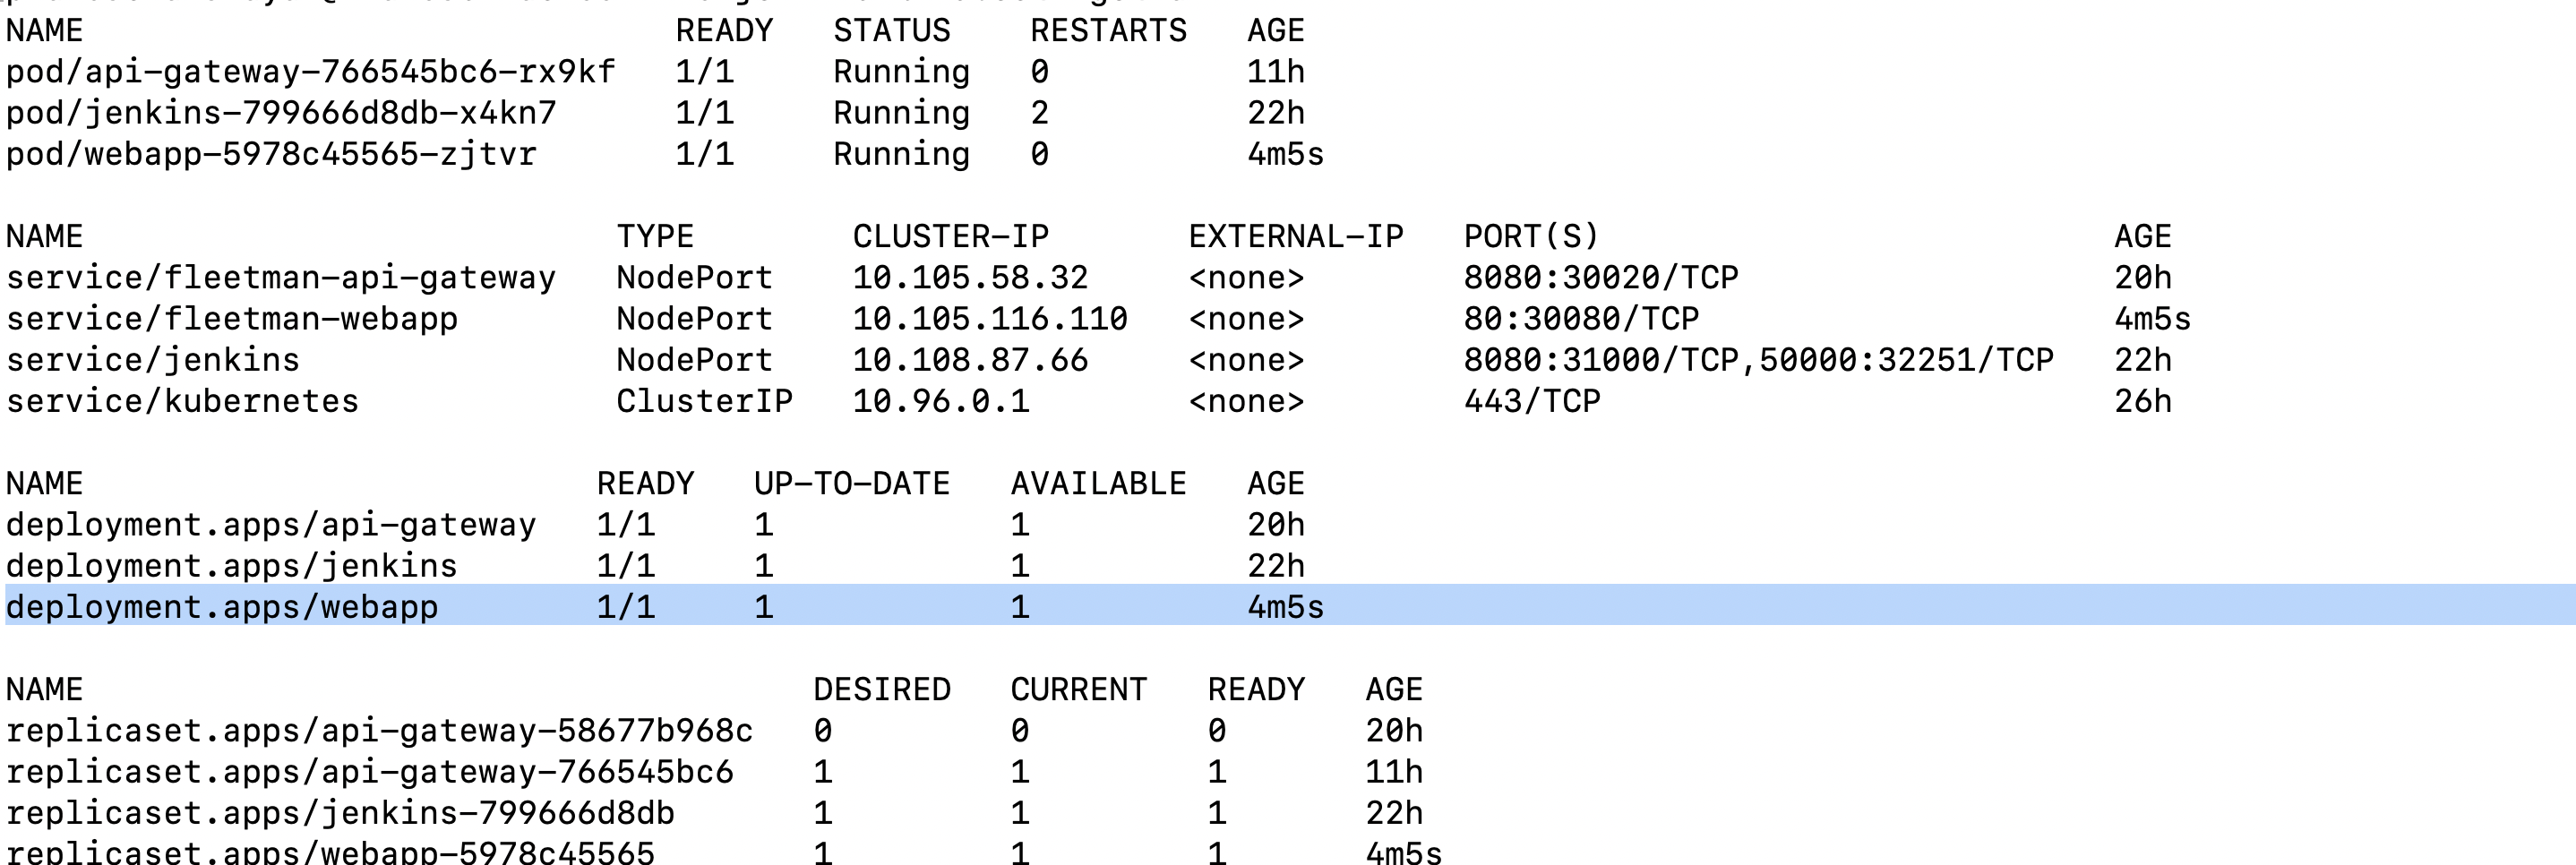 NAME READY STATUS RESTARTS AGE
pod/api-gateway-766545bc6-rx9kf 1/1 Running 0 11h
pod/jenkins-799666d8db-x4kn7 1/1 Running 2 22h
pod/webapp-5978c45565-zjtvr 1/1 Running 0 4m5s
NAME TYPE CLUSTER-IP EXTERNAL-IP PORT(S) AGE
service/fleetman-api-gateway NodePort 10.105.58.32 <none> 8080:30020/TCP 20h
service/fleetman-webapp NodePort 10.105.116.110 <none> 80:30080/TCP 4m5s
service/jenkins NodePort 10.108.87.66 <none> 8080:31000/TCP,50000:32251/TCP 22h
service/kubernetes ClusterIP 10.96.0.1 <none> 443/TCP 26h
NAME READY UP-TO-DATE AVAILABLE AGE
deployment.apps/api-gateway 1/1 1 1 20h
deployment.apps/jenkins 1/1 1 1 22h
deployment.apps/webapp 1/1 1 1 4m5s
NAME DESIRED CURRENT READY AGE
replicaset.apps/api-gateway-58677b968c 0 0 0 20h
replicaset.apps/api-gateway-766545bc6 1 1 1 11h
replicaset.apps/jenkins-799666d8db 1 1 1 22h
replicaset.apps/webapp-5978c45565 1 1 1 4m5s